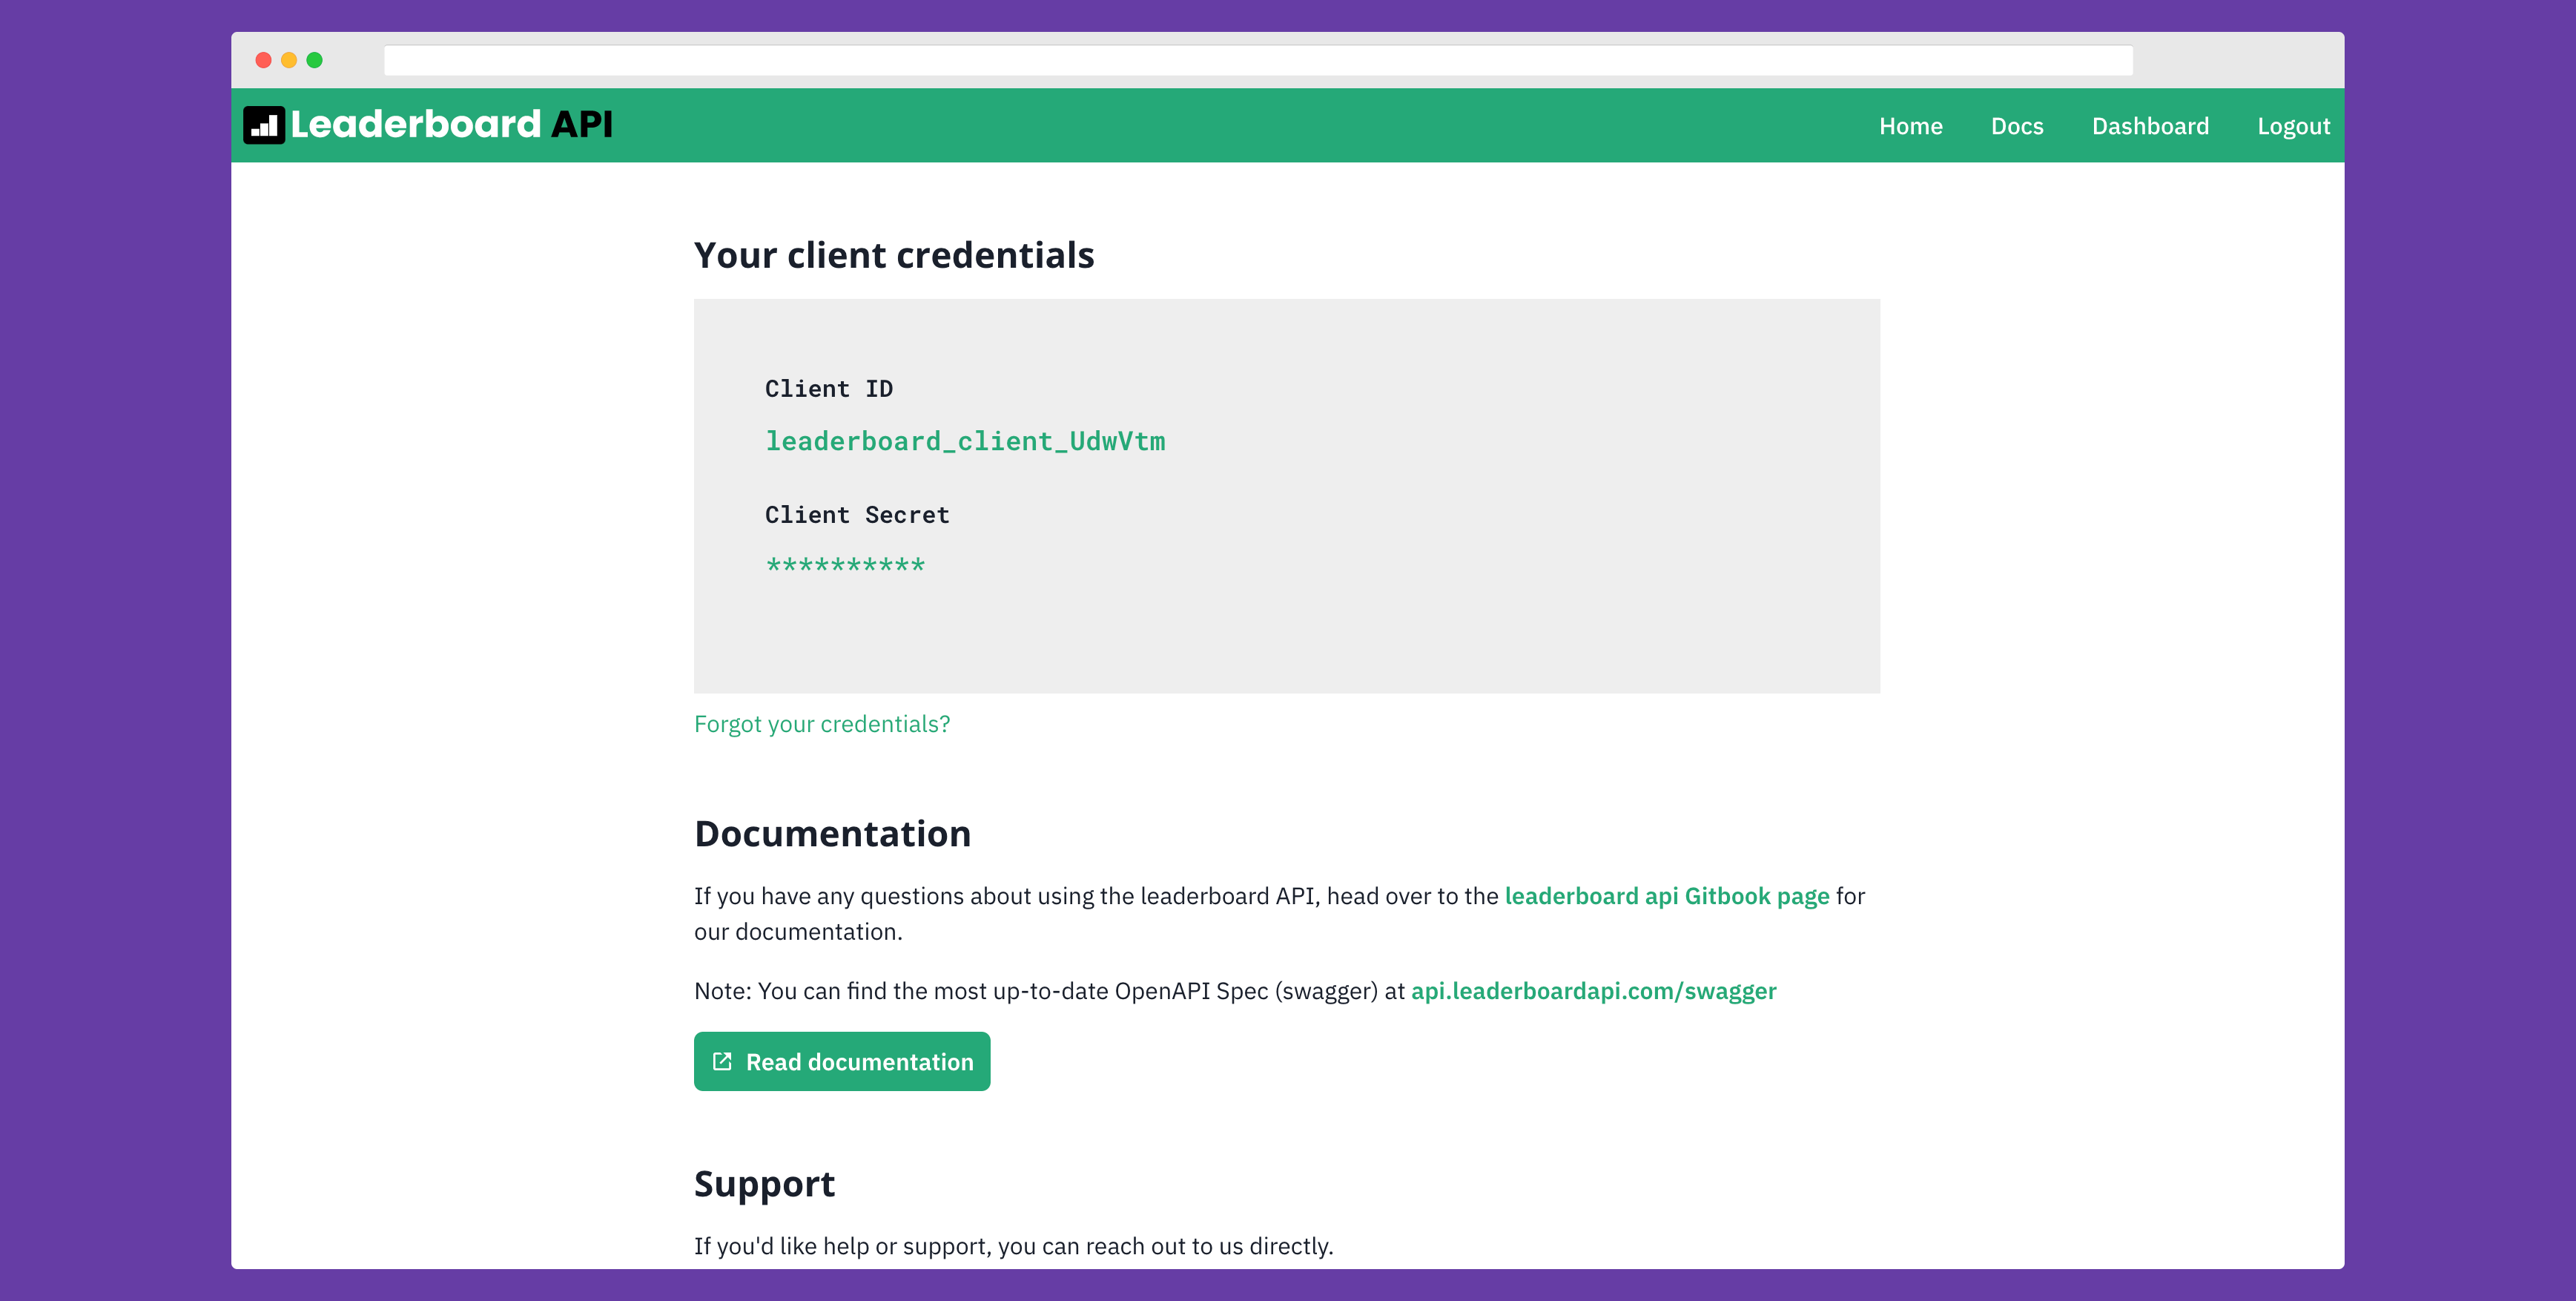 Leaderboard API
Home Docs Dashboard Logout
Your client credentials
Client ID
leaderboard_client_UdwVtm
Client Secret
**********
Forgot your credentials?
Documentation
If you have any questions about using the leaderboard API, head over to the leaderboard api Gitbook page for
our documentation.
Note: You can find the most up-to-date OpenAPI Spec (swagger) at api.leaderboardapi.com/swagger
Read documentation
Support
If you'd like help or support, you can reach out to us directly.